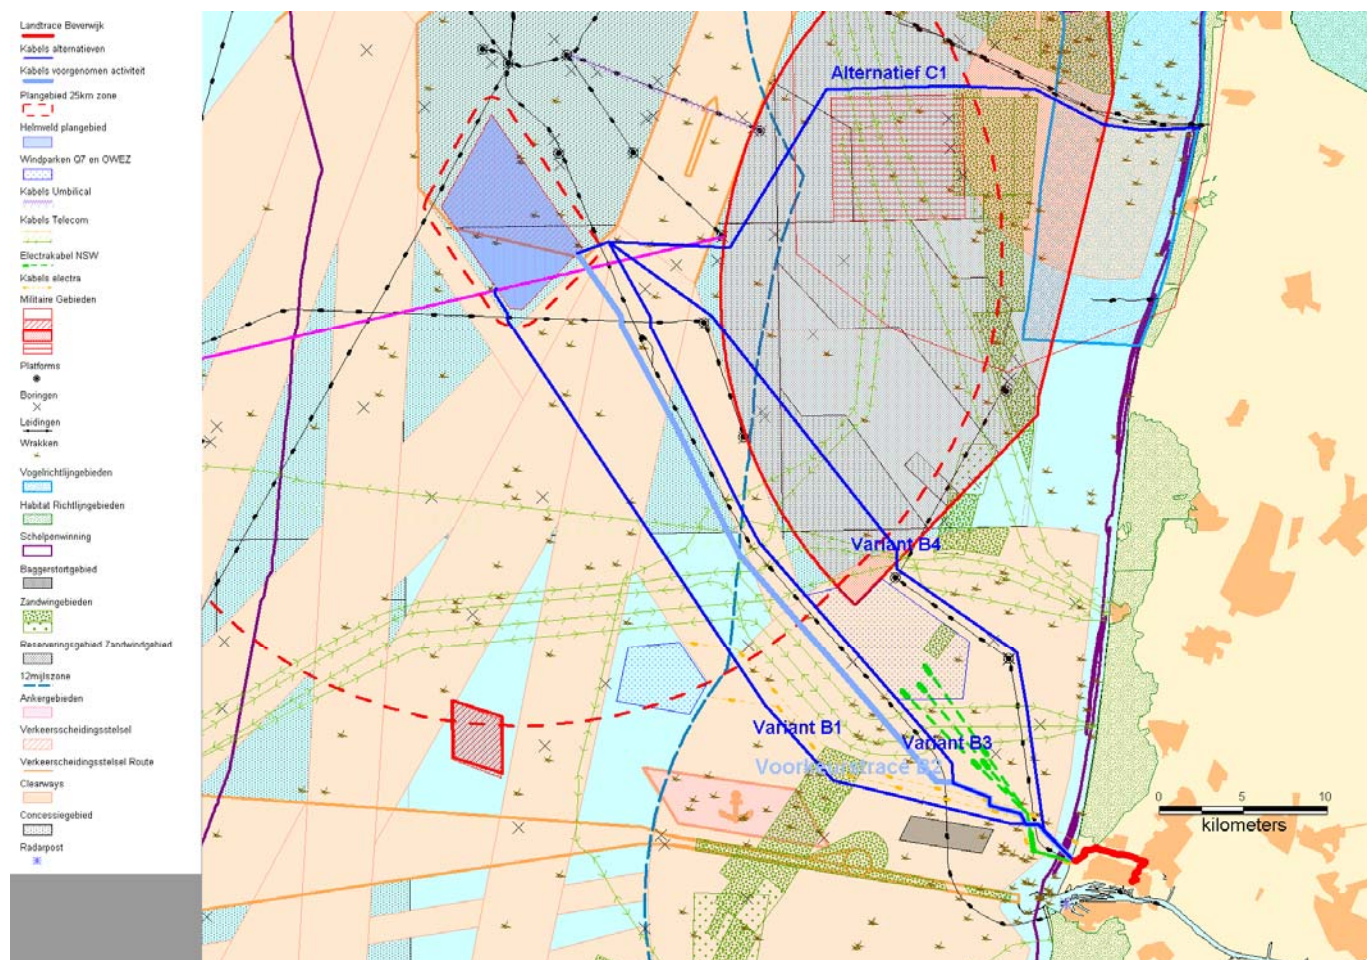 Landtrace Beverwijk
Kabels alternatieven
Kabels voorgenomen activiteit
Plangebied 25km zone
Helmveld plangebied
Windparken Q7 en OWEZ
Kabels Umbilical
Kabels Telecom
Electrakabel NSW
Kabels electra
Militaire Gebieden
Platforms
Boringen
Leidingen
Wrakken
Vogelrichtlijngebieden
Habitat Richtlijngebieden
Schelpenwinning
Baggerstortgebied
Zandwingebieden
Reserveringsgebied Zandwindgebied
12mijlszone
Ankergebieden
Verkeersscheidingsstelsel
Verkeerscheidingsstelsel Route
Clearways
Concessiegebied
Radarpost
Alternatief C1
Variant B4
Variant B1
Variant B3
Voorkeurstrace B2
0 5 10
kilometers